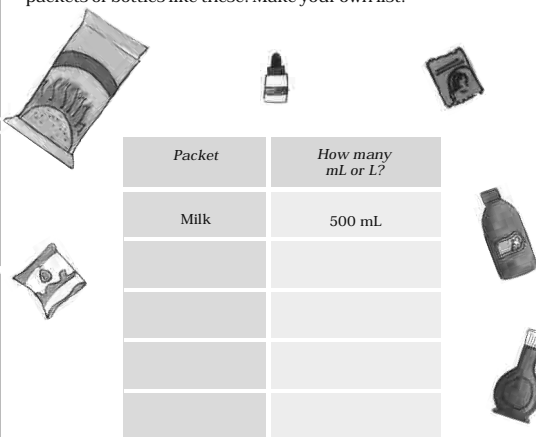 packets or bottles like these. Make your own list.
Packet
How many
mL or L?
Milk
500 mL